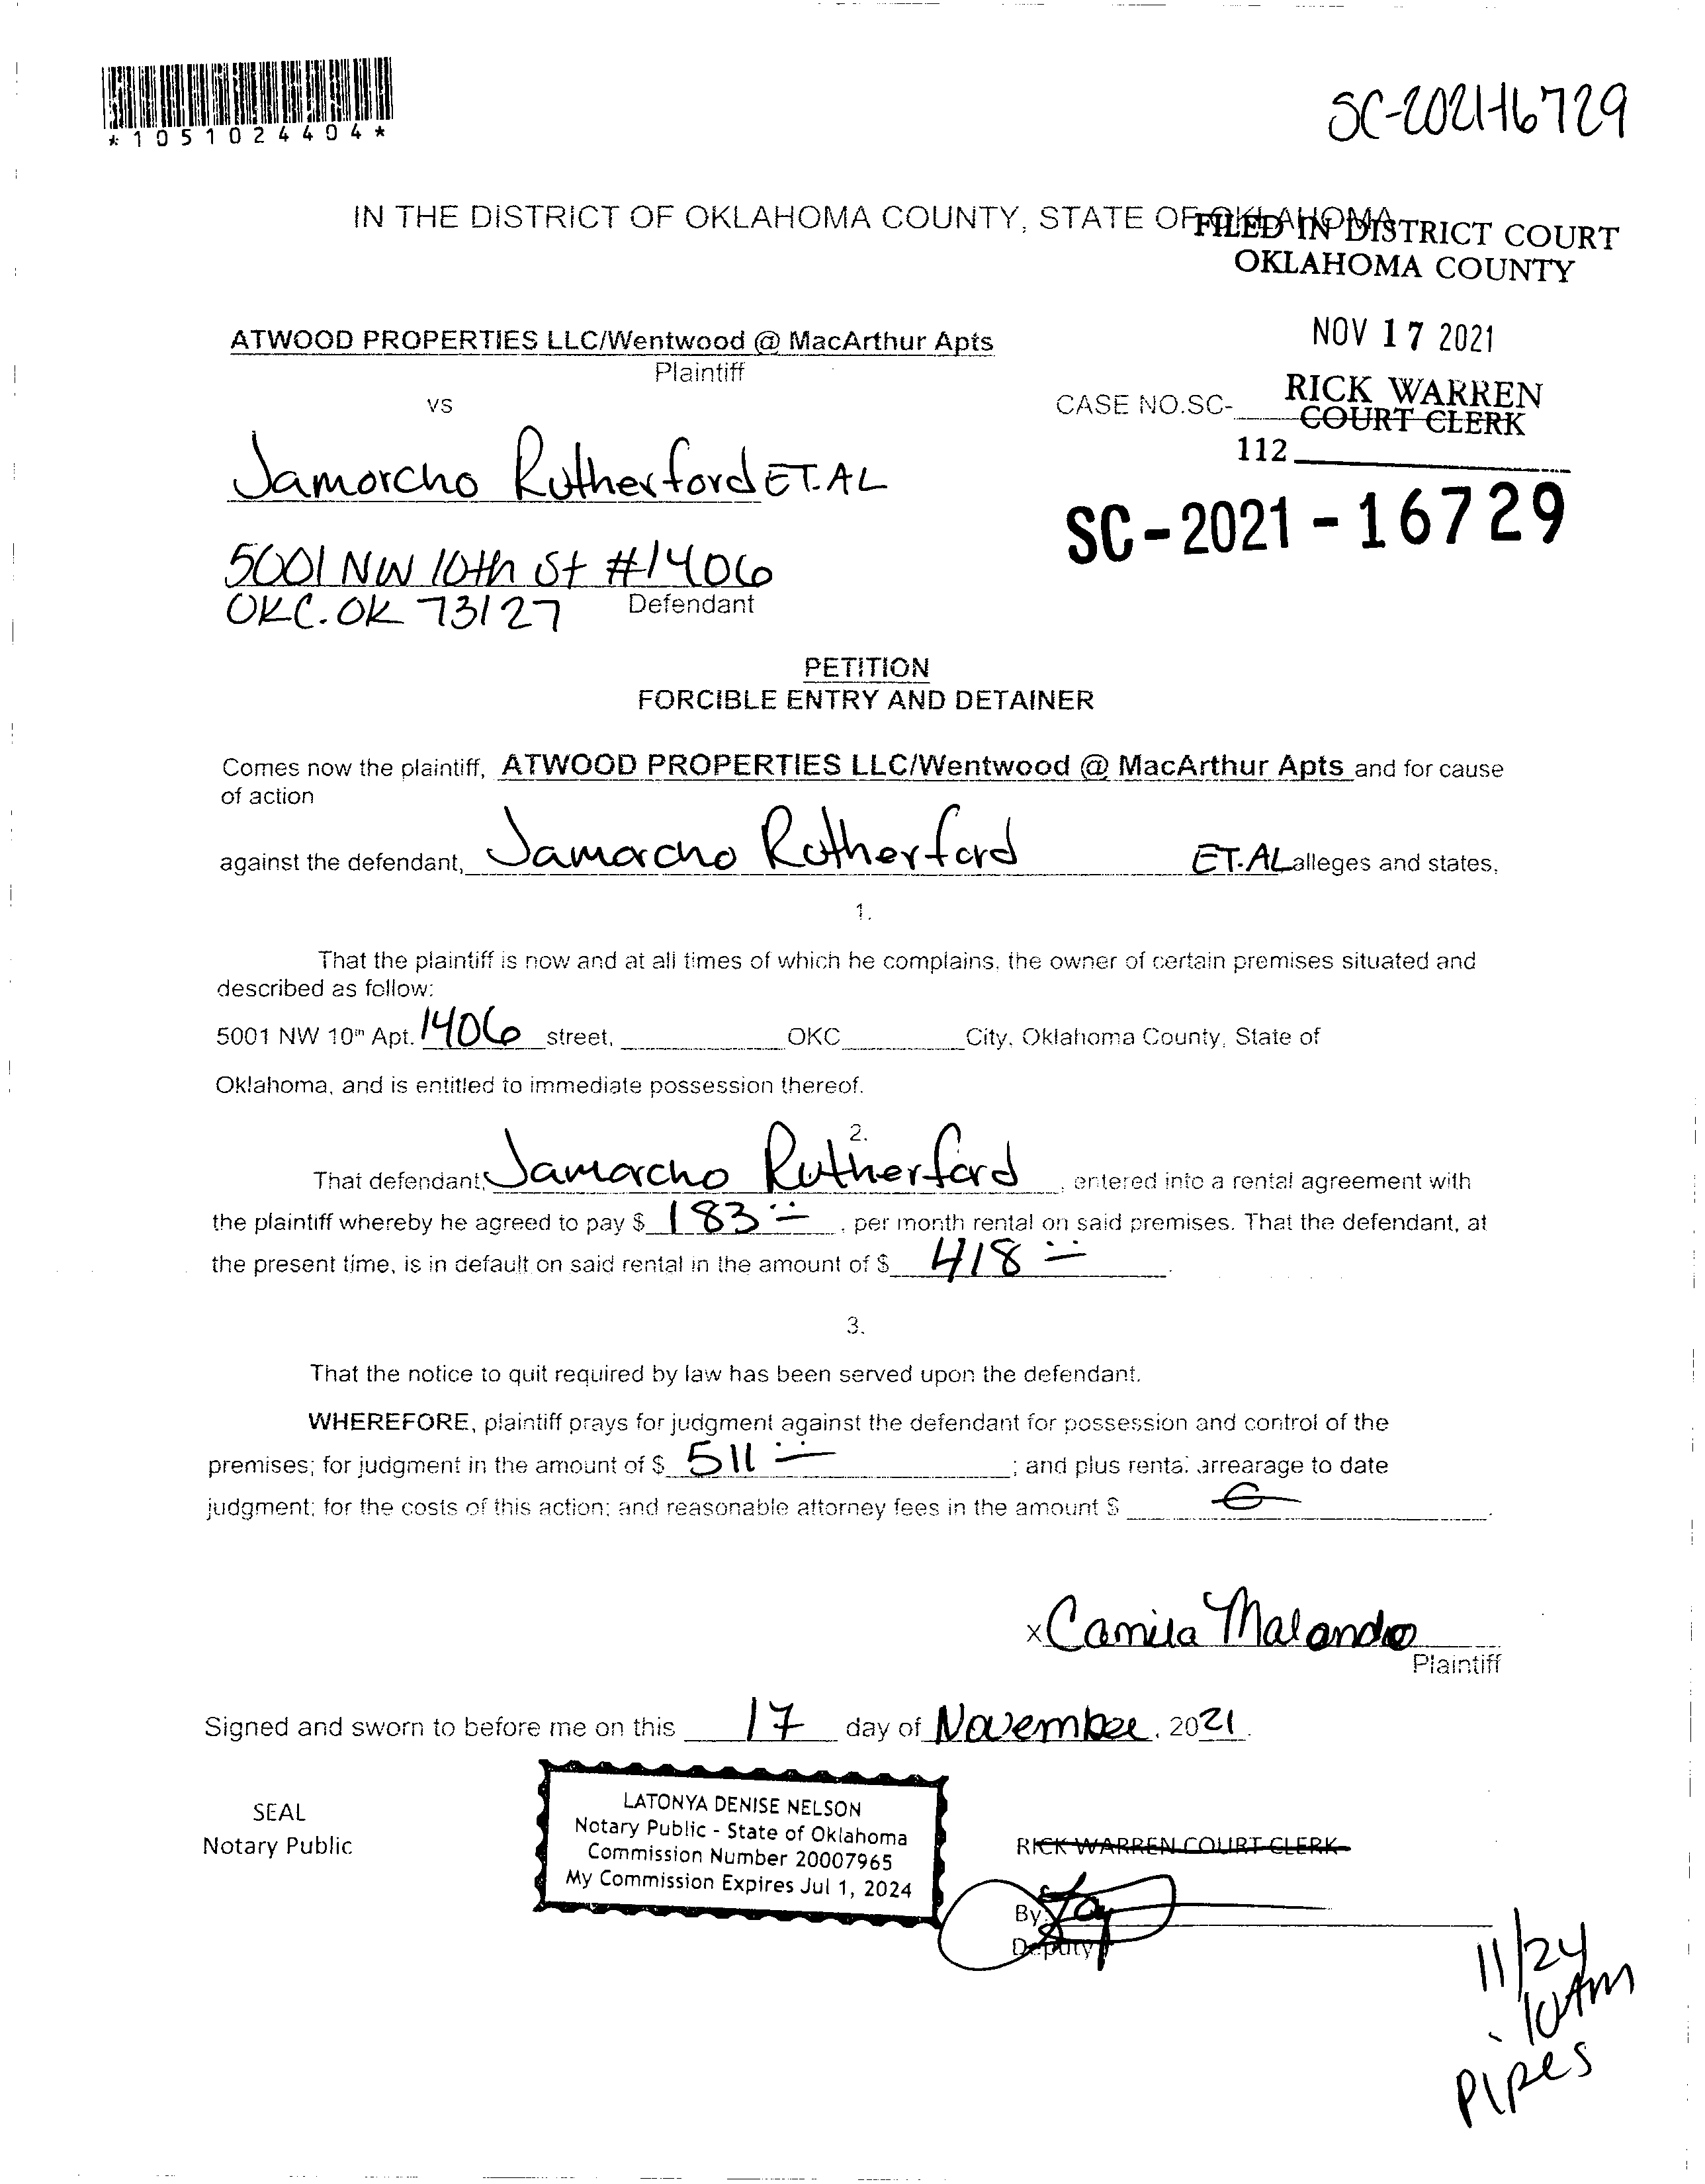 *1051024404*
SC-2021-16729
IN THE DISTRICT OF OKLAHOMA COUNTY, STATE OF OKLAHOMA
FILED IN DISTRICT COURT
OKLAHOMA COUNTY
ATWOOD PROPERTIES LLC/Wentwood @ MacArthur Apts
Plaintiff
NOV 17 2021
vs
CASE NO.SC-
RICK WARREN
COURT CLERK
112
Jamorcho Rutherford ET.AL
SC-2021-16729
5001 NW 10th St #1406
OKC. OK 73127 Defendant
PETITION
FORCIBLE ENTRY AND DETAINER
Comes now the plaintiff, ATWOOD PROPERTIES LLC/Wentwood @ MacArthur Apts and for cause
of action
against the defendant, Jamorcho Rutherford ET.AL alleges and states,
1.
That the plaintiff is now and at all times of which he complains, the owner of certain premises situated and
described as follow:
5001 NW 10th Apt. 1406 street, OKC City, Oklahoma County, State of
Oklahoma, and is entitled to immediate possession thereof.
2.
That defendant, Jamorcho Rutherford, entered into a rental agreement with
the plaintiff whereby he agreed to pay $ 183, per month rental on said premises. That the defendant, at
the present time, is in default on said rental in the amount of $ 418.
3.
That the notice to quit required by law has been served upon the defendant.
WHEREFORE, plaintiff prays for judgment against the defendant for possession and control of the
premises; for judgment in the amount of $ 511; and plus rental arrearage to date
judgment; for the costs of this action; and reasonable attorney fees in the amount $
x Camila Malando
Plaintiff
Signed and sworn to before me on this 17 day of November, 2021.
SEAL
Notary Public
LATONYA DENISE NELSON
Notary Public - State of Oklahoma
Commission Number 20007965
My Commission Expires Jul 1, 2024
RICK WARREN COURT CLERK
By
Deputy
11/24
10AM
Pipes